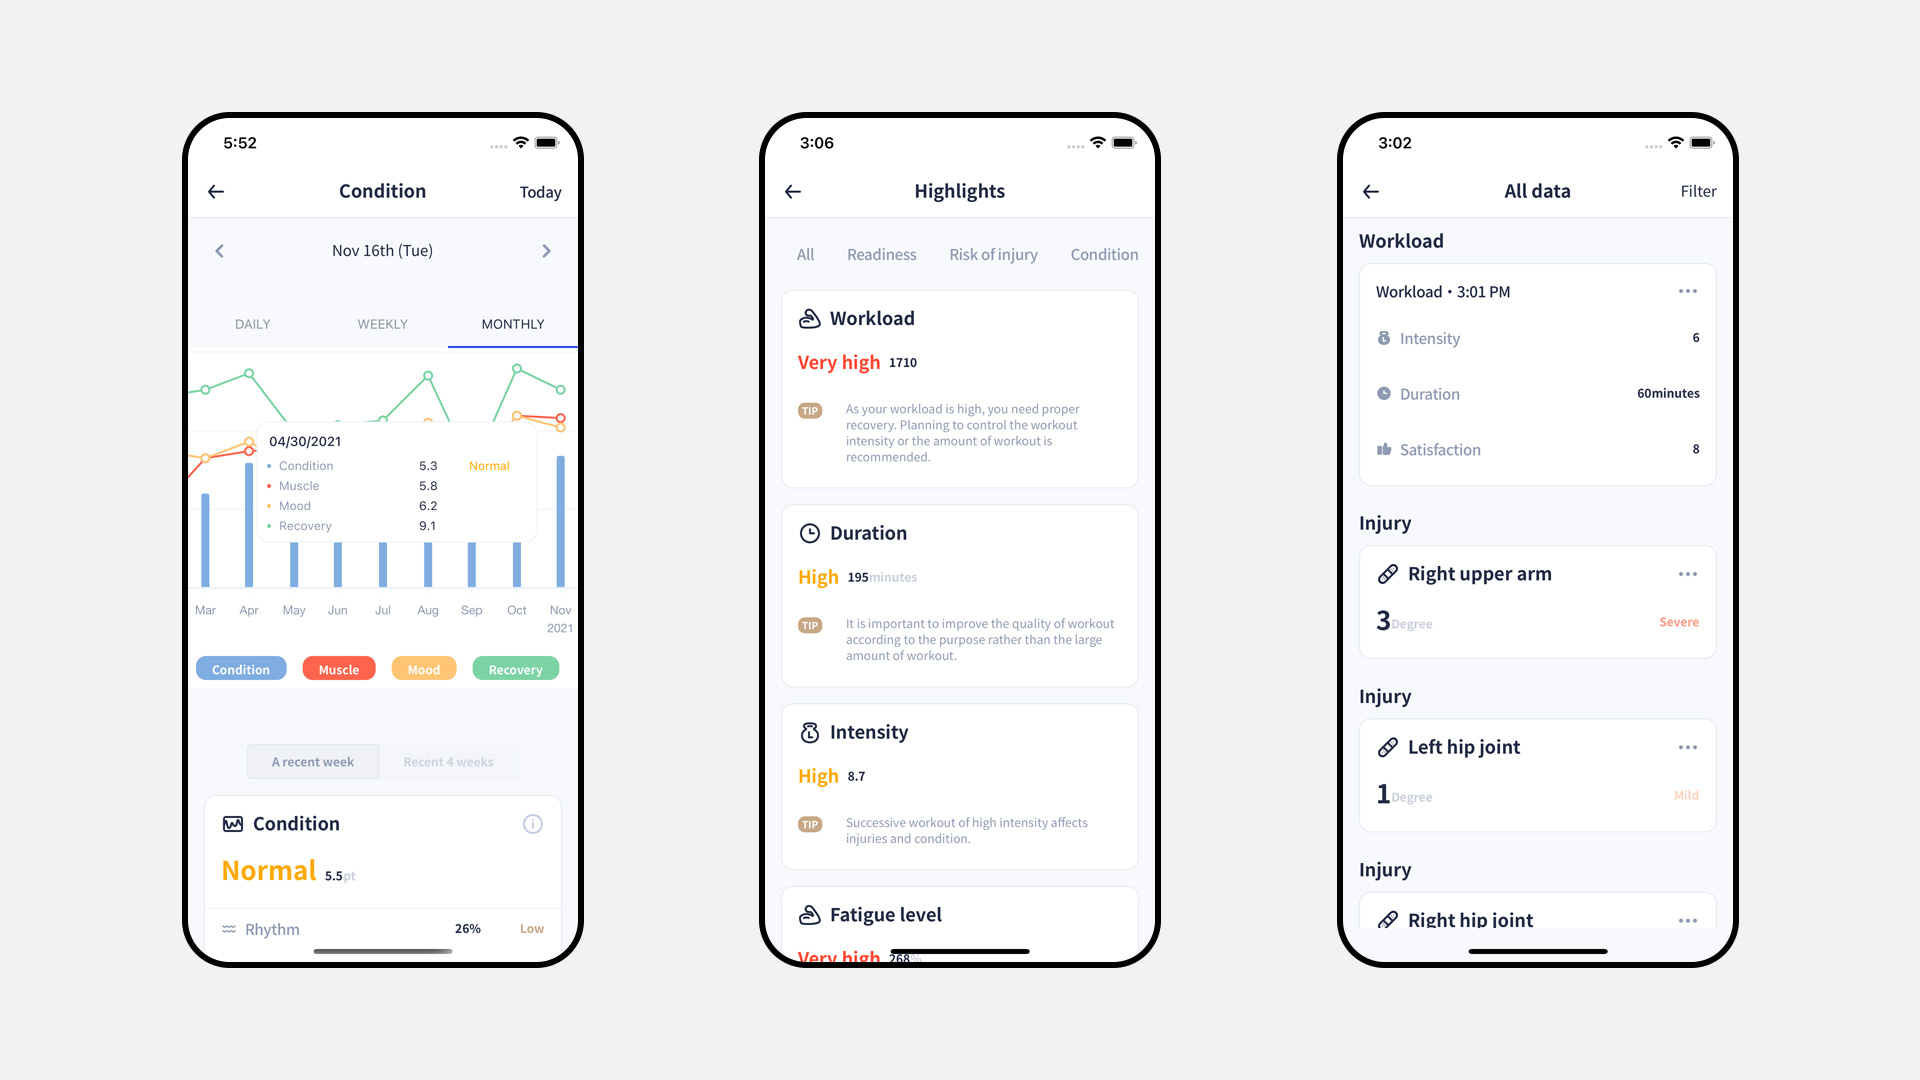 5:52
Condition
Today
Nov 16th (Tue)
DAILY WEEKLY MONTHLY
04/30/2021
Condition 5.3 Normal
Muscle 5.8
Mood 6.2
Recovery 9.1
Mar Apr May Jun Jul Aug Sep Oct Nov
2021
Condition Muscle Mood Recovery
A recent week Recent 4 weeks
Condition
Normal 5.5pt
Rhythm 26% Low
3:06
Highlights
All Readiness Risk of injury Condition
Workload
Very high 1710
TIP As your workload is high, you need proper
recovery. Planning to control the workout
intensity or the amount of workout is
recommended.
Duration
High 195minutes
TIP It is important to improve the quality of workout
according to the purpose rather than the large
amount of workout.
Intensity
High 8.7
TIP Successive workout of high intensity affects
injuries and condition.
Fatigue level
Very high 268%
3:02
All data
Filter
Workload
Workload • 3:01 PM
Intensity 6
Duration 60minutes
Satisfaction 8
Injury
Right upper arm
3Degree Severe
Injury
Left hip joint
1Degree Mild
Injury
Right hip joint